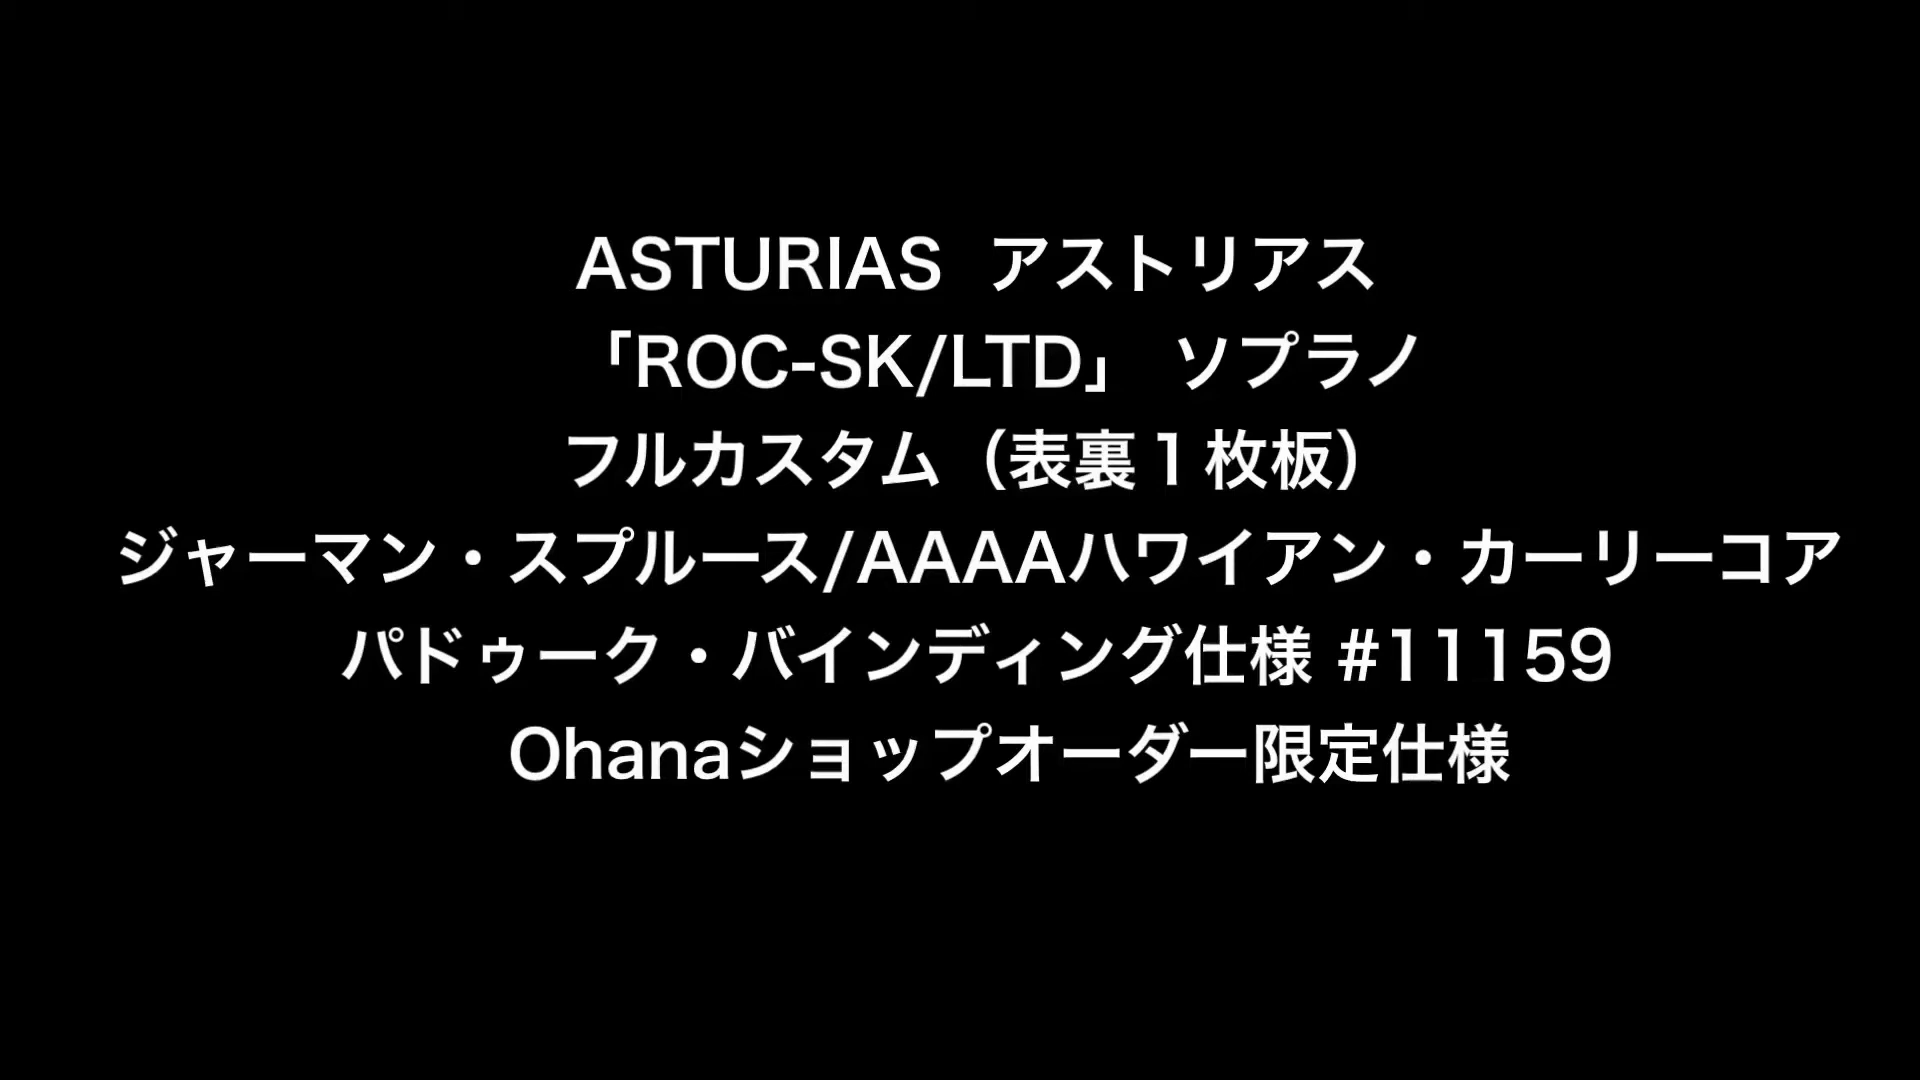 ASTURIAS アストリアス
「ROC-SK/LTD」 ソプラノ
フルカスタム（表裏１枚板）
ジャーマン・スプルース/AAAAハワイアン・カーリーコア
パドゥーク・バインディング仕様 #11159
Ohanaショップオーダー限定仕様